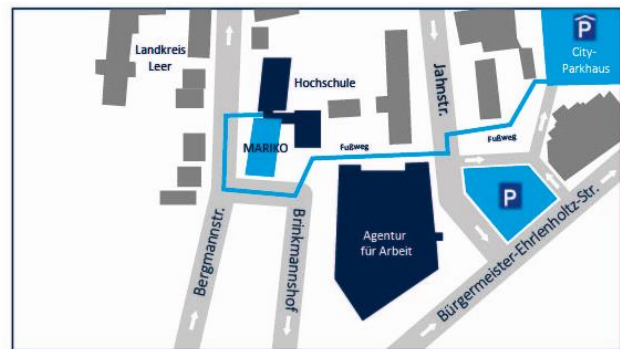 P
City-
Parkhaus
Landkreis
Leer
Hochschule
Jahnstr.
MARIKO
Fußweg
Fußweg
P
Bergmannstr.
Brinkmannshof
Agentur
für Arbeit
Bürgermeister-Ehrlenholtz-Str.